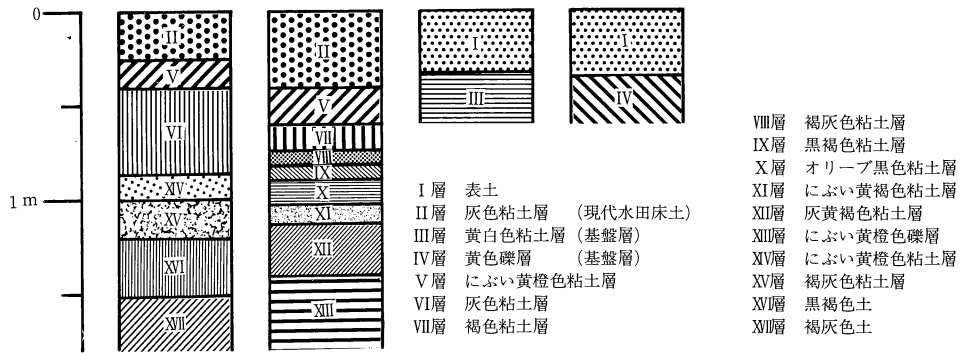 0
1m
Ⅱ
Ⅴ
Ⅵ
XIV
XV
XVI
XVII
Ⅱ
Ⅴ
Ⅶ
Ⅷ
Ⅸ
Ⅹ
XI
XII
XIII
Ⅰ
Ⅲ
Ⅰ
Ⅳ
Ⅰ層 表土
Ⅱ層 灰色粘土層 (現代水田床土)
Ⅲ層 黄白色粘土層 (基盤層)
Ⅳ層 黄色礫層 (基盤層)
Ⅴ層 にぶい黄橙色粘土層
Ⅵ層 灰色粘土層
Ⅶ層 褐色粘土層
Ⅷ層 褐灰色粘土層
Ⅸ層 黒褐色粘土層
Ⅹ層 オリーブ黒色粘土層
XI層 にぶい黄褐色粘土層
XII層 灰黄褐色粘土層
XIII層 にぶい黄橙色礫層
XIV層 にぶい黄橙色粘土層
XV層 褐灰色粘土層
XVI層 黒褐色土
XVII層 褐灰色土